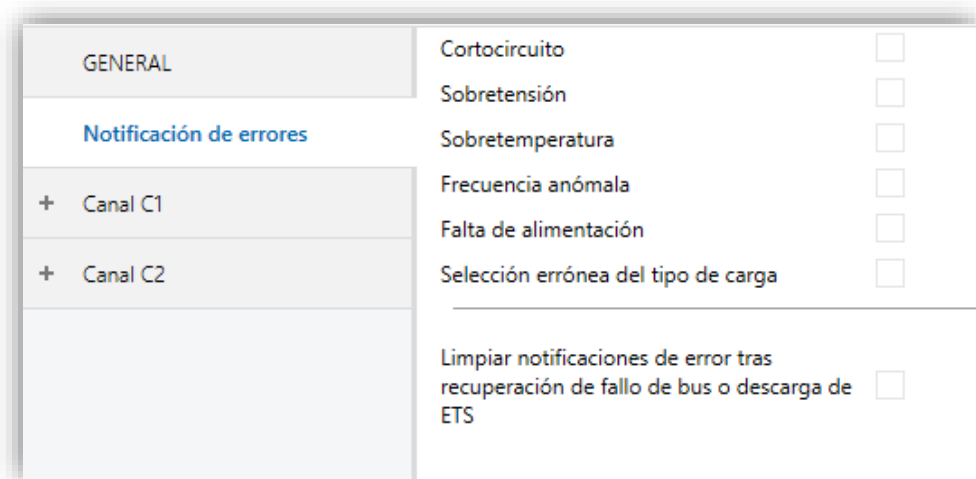 GENERAL
Notificación de errores
+ Canal C1
+ Canal C2
Cortocircuito
Sobretensión
Sobretemperatura
Frecuencia anómala
Falta de alimentación
Selección errónea del tipo de carga
Limpiar notificaciones de error tras
recuperación de fallo de bus o descarga de
ETS